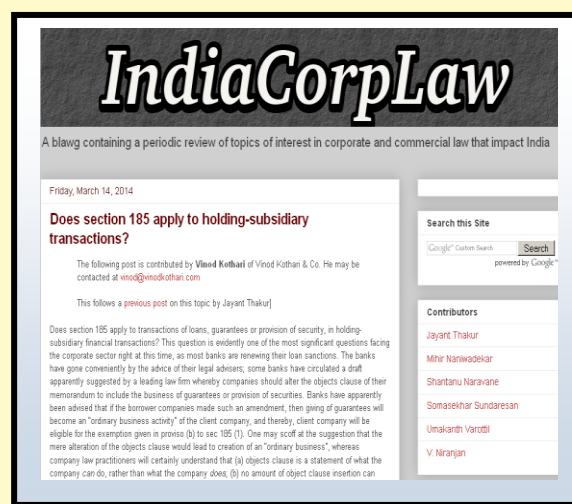 IndiaCorpLaw
A blawg containing a periodic review of topics of interest in corporate and commercial law that impact India
Friday, March 14, 2014
Does section 185 apply to holding-subsidiary
transactions?
The following post is contributed by Vinod Kothari of Vinod Kothari & Co. He may be
contacted at vinod@vinodkothari.com
This follows a previous post on this topic by Jayant Thakur]
Does section 185 apply to transactions of loans, guarantees or provision of security, in holding-
subsidiary financial transactions? This question is evidently one of the most significant questions facing
the corporate sector right at this time, as most banks are renewing their loan sanctions. The banks
have gone conveniently by the advice of their legal advisers; some banks have circulated a draft
apparently suggested by a leading law firm whereby companies should alter the objects clause of their
memorandum to include the business of guarantees or provision of securities. Banks have apparently
been advised that if the borrower companies made such an amendment, then giving of guarantees will
become an "ordinary business activity" of the client company, and thereby, client company will be
eligible for the exemption given in proviso (b) to sec 185 (1). One may scoff at the suggestion that the
mere alteration of the objects clause would lead to creation of an "ordinary business", whereas
company law practitioners will certainly understand that (a) objects clause is a statement of what the
company can do, rather than what the company does; (b) no amount of object clause insertion can
Search this Site
Google™ Custom Search Search
powered by Google™
Contributors
Jayant Thakur
Mihir Naniwadekar
Shantanu Naravane
Somasekhar Sundaresan
Umakanth Varottil
V. Niranjan